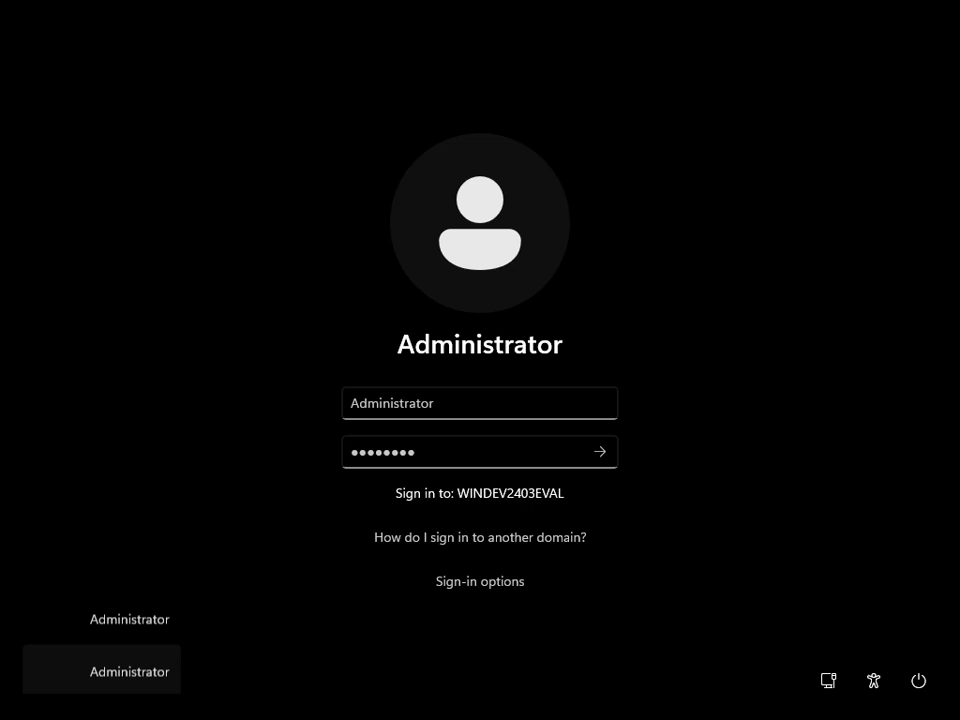 Administrator
Administrator
●●●●●●●●
Sign in to: WINDEV2403EVAL
How do I sign in to another domain?
Sign-in options
Administrator
Administrator